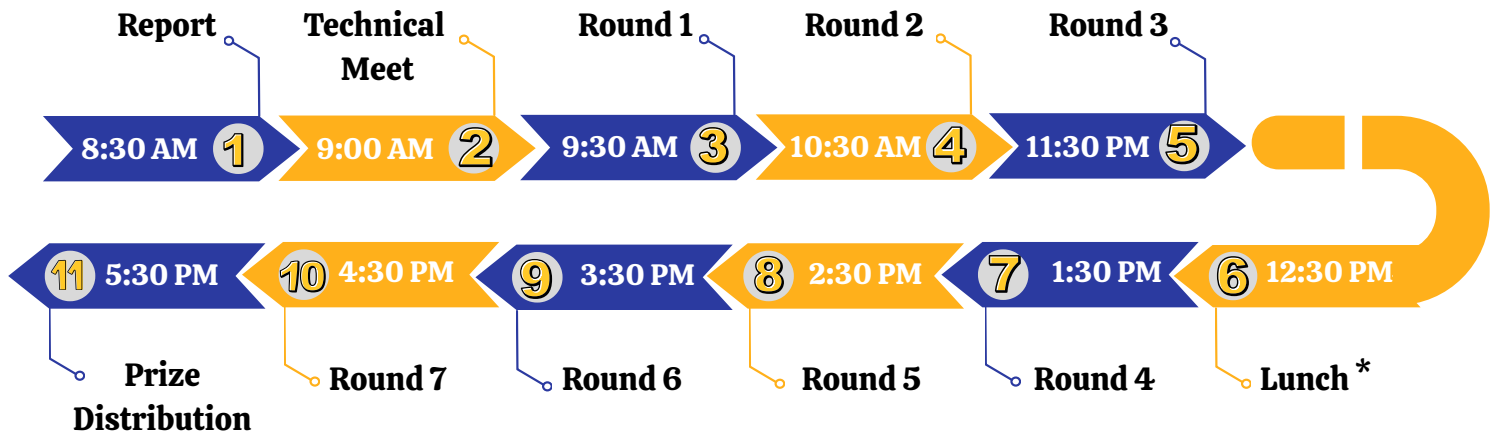 Report
Technical
Meet
Round 1
Round 2
Round 3
8:30 AM 1
9:00 AM 2
9:30 AM 3
10:30 AM 4
11:30 PM 5
6 12:30 PM
Lunch *
7 1:30 PM
Round 4
8 2:30 PM
Round 5
9 3:30 PM
Round 6
10 4:30 PM
Round 7
11 5:30 PM
Prize
Distribution